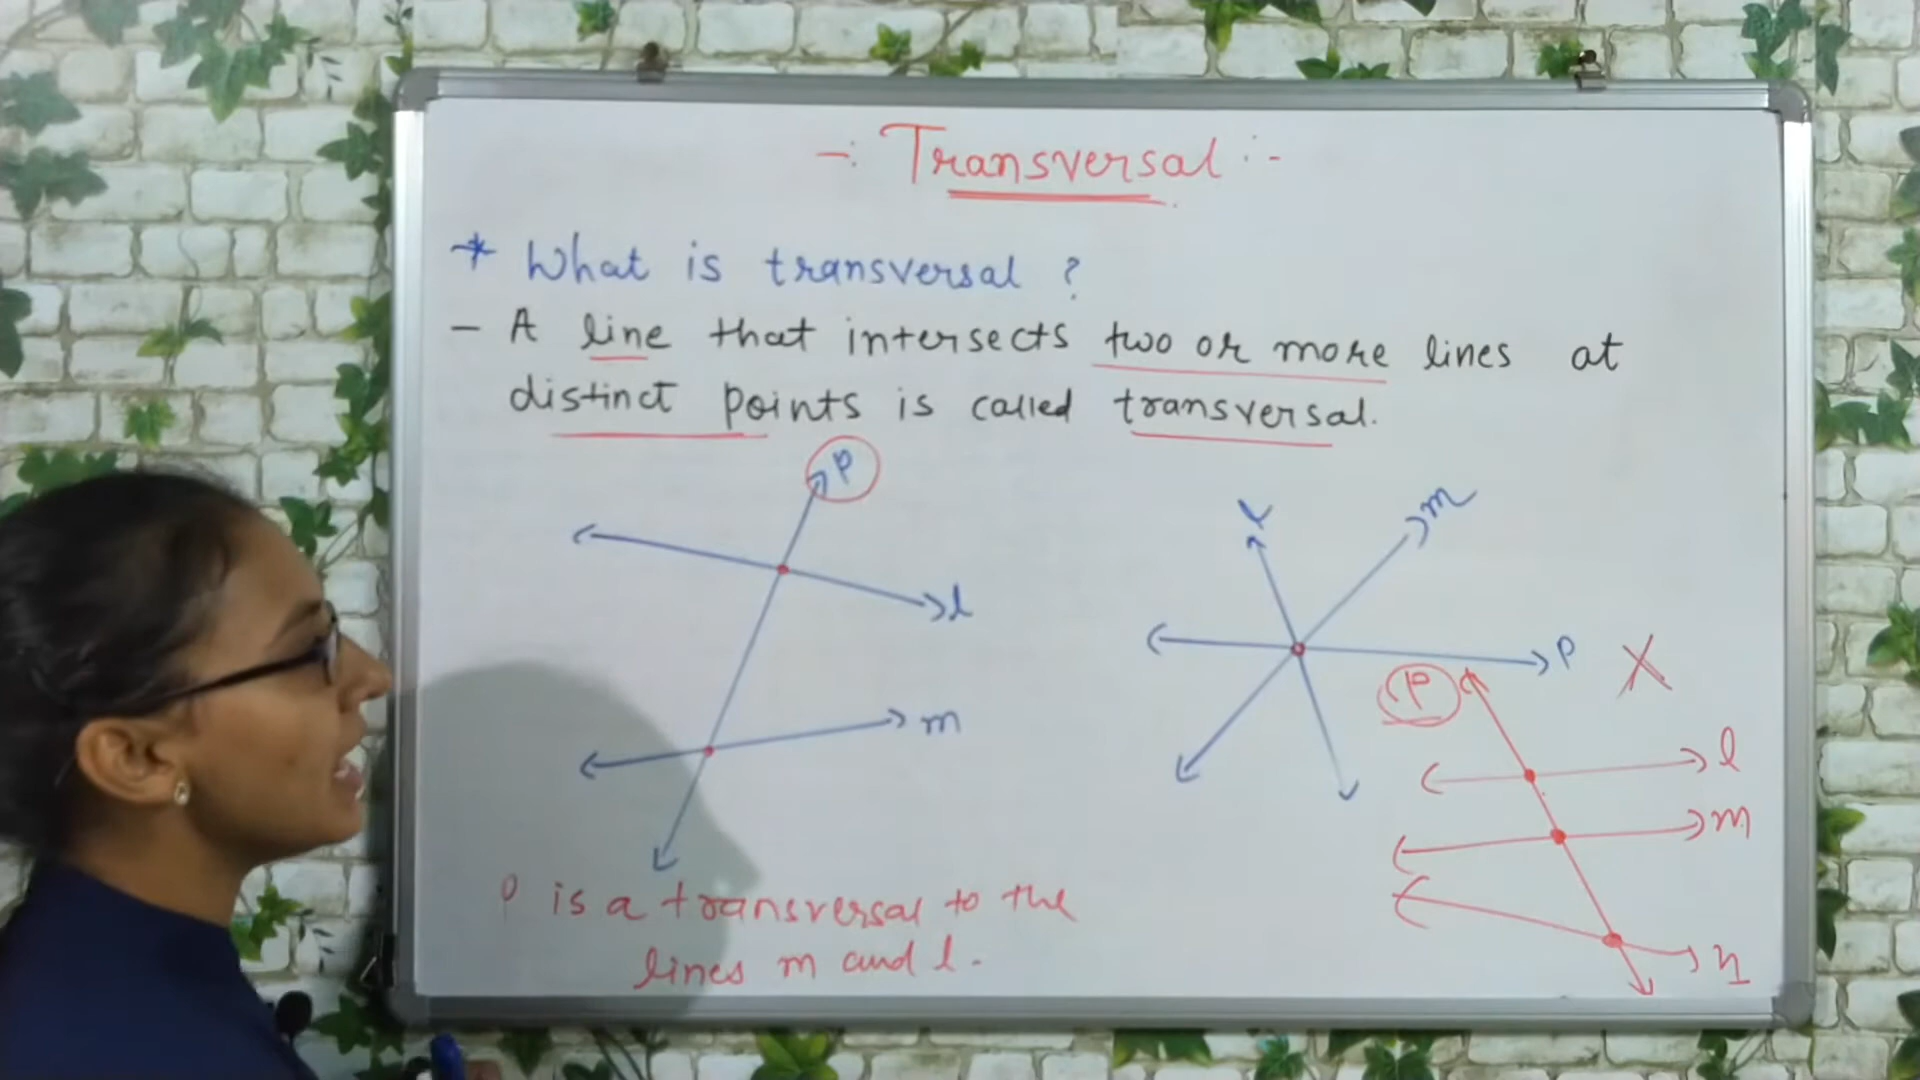 -: Transversal :-
* What is transversal ?
- A line that intersects two or more lines at
distinct points is called transversal.
P
l
m
P is a transversal to the
lines m and l.
l
m
P
X
P
l
m
n